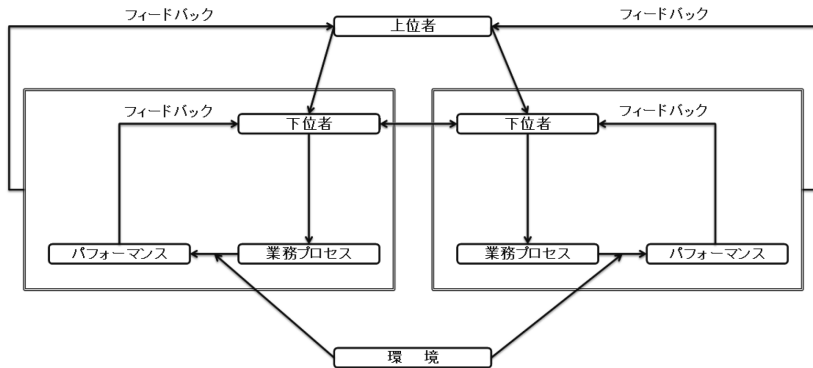 フィードバック
上位者
フィードバック
フィードバック
下位者
下位者
フィードバック
パフォーマンス
業務プロセス
業務プロセス
パフォーマンス
環　境